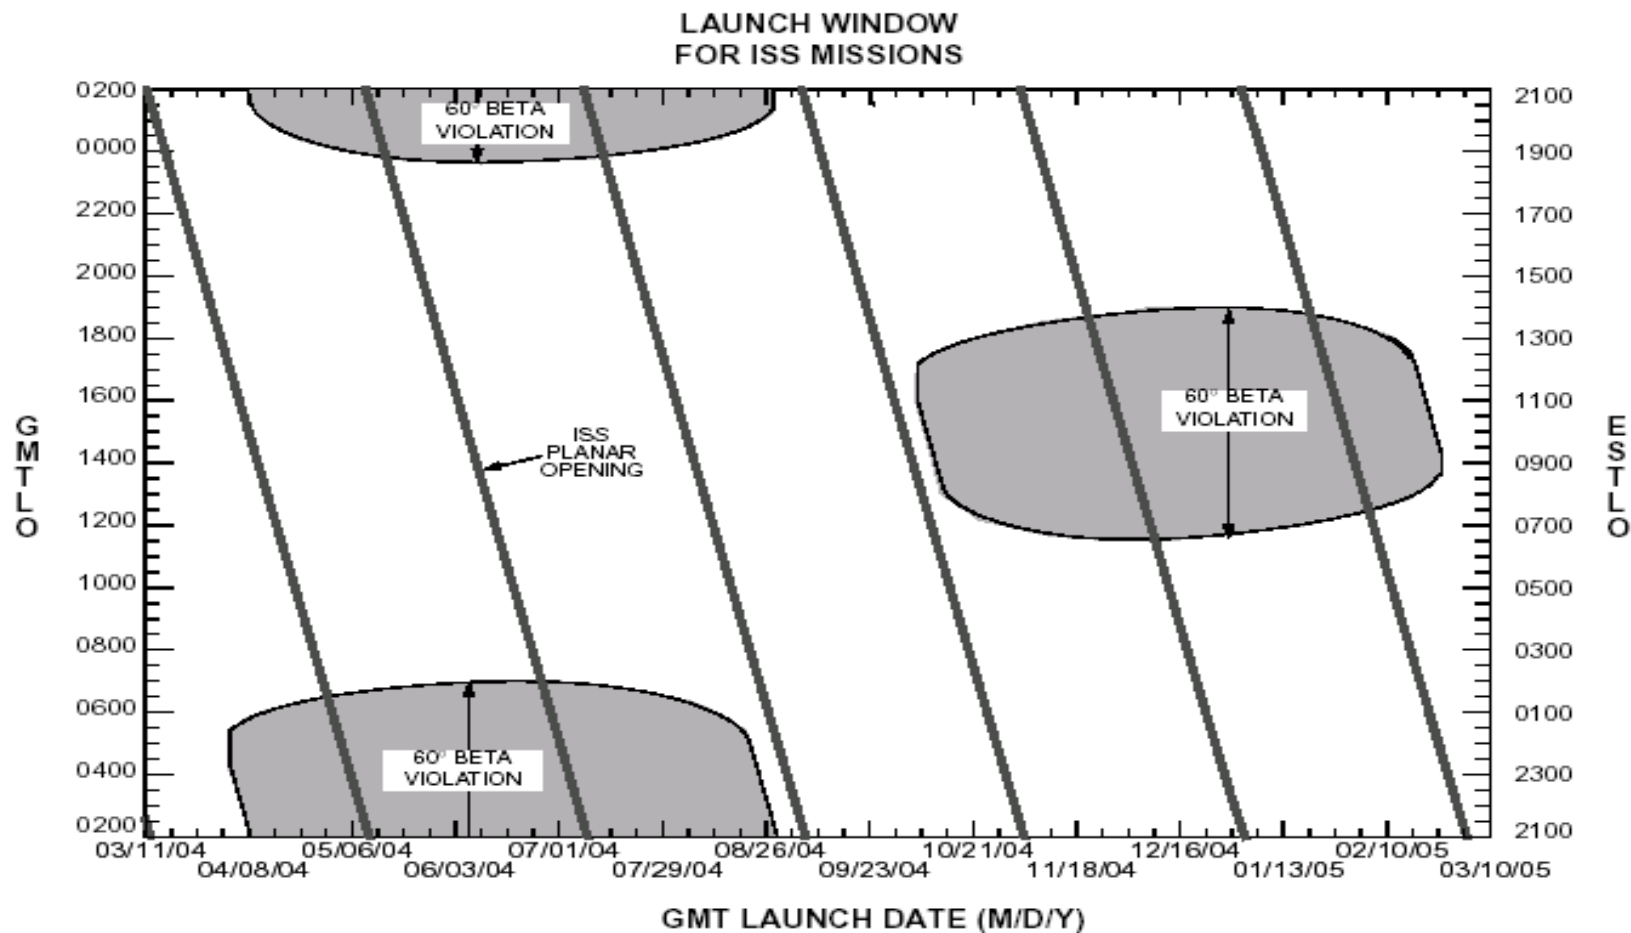 LAUNCH WINDOW
FOR ISS MISSIONS
0200
0000
2200
2000
1800
1600
1400
1200
1000
0800
0600
0400
0200
GMTLO
60° BETA
VIOLATION
ISS
PLANAR
OPENING
60° BETA
VIOLATION
60° BETA
VIOLATION
2100
1900
1700
1500
1300
1100
0900
0700
0500
0300
0100
2300
2100
ESTLO
03/11/04 05/06/04 07/01/04 08/26/04 10/21/04 12/16/04 02/10/05
04/08/04 06/03/04 07/29/04 09/23/04 11/18/04 01/13/05 03/10/05
GMT LAUNCH DATE (M/D/Y)